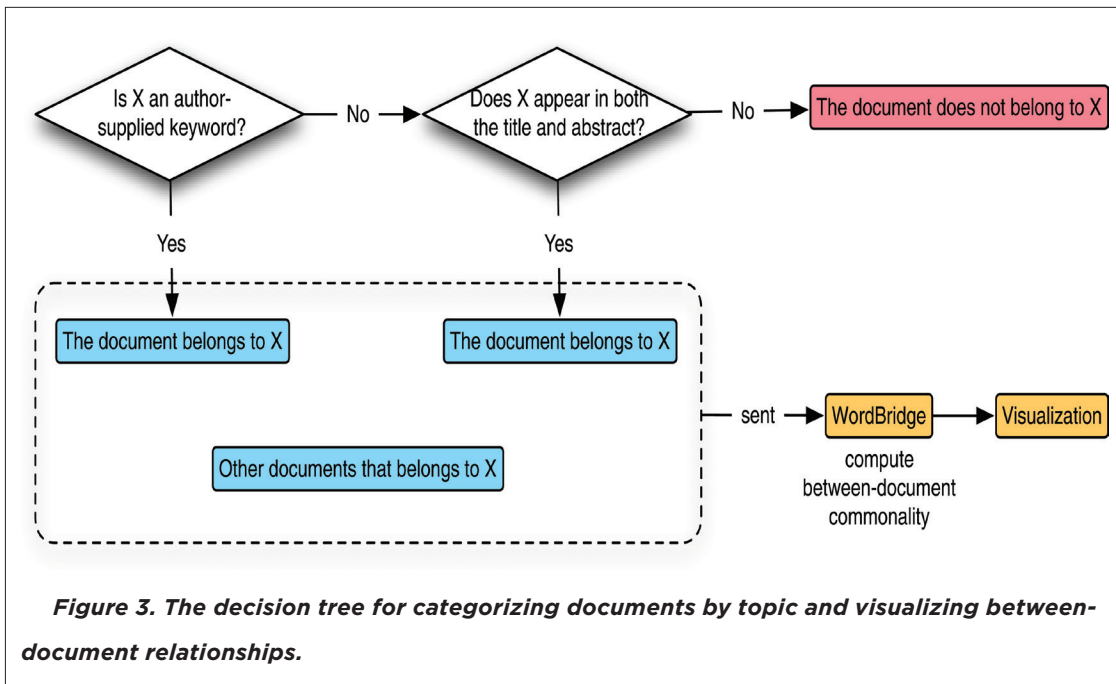 Is X an author-
supplied keyword?
No
Does X appear in both
the title and abstract?
No
The document does not belong to X
Yes
Yes
The document belongs to X
The document belongs to X
Other documents that belongs to X
sent
WordBridge
Visualization
compute
between-document
commonality
Figure 3. The decision tree for categorizing documents by topic and visualizing between-
document relationships.